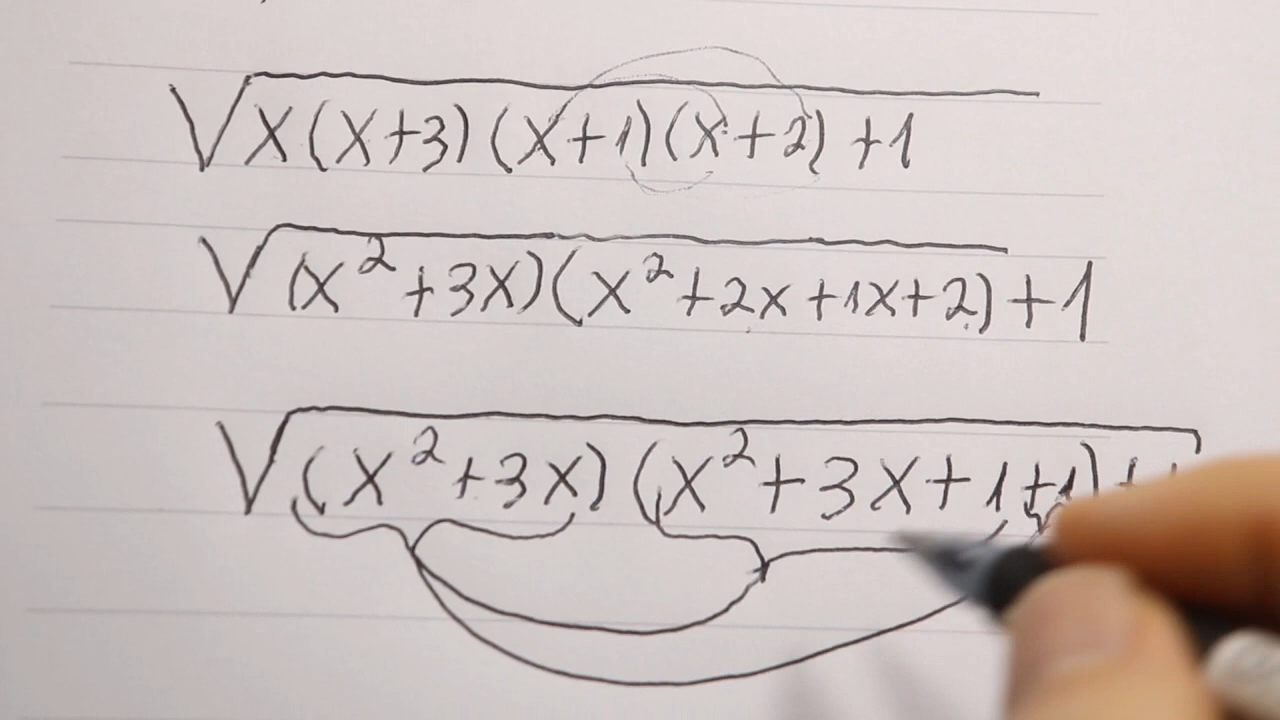 √x(x+3)(x+1)(x+2)+1
√(x²+3x)(x²+2x+1x+2)+1
√(x²+3x)(x²+3x+1+1)+